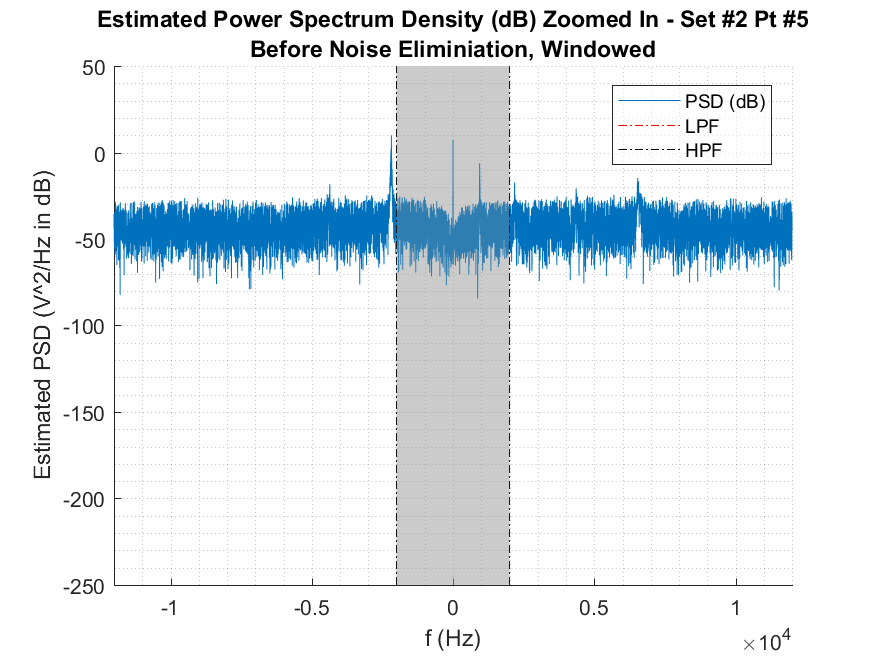 Estimated Power Spectrum Density (dB) Zoomed In - Set #2 Pt #5
Before Noise Eliminiation, Windowed
50
0
-50
-100
-150
-200
-250
Estimated PSD (V^2/Hz in dB)
PSD (dB)
LPF
HPF
-1
-0.5
0
0.5
1
f (Hz)
×10⁴